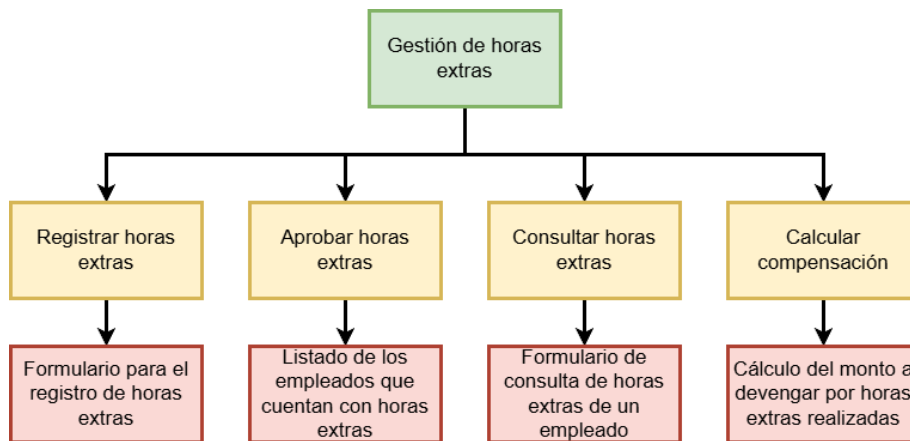 Gestión de horas
extras
Registrar horas
extras
Aprobar horas
extras
Consultar horas
extras
Calcular
compensación
Formulario para el
registro de horas
extras
Listado de los
empleados que
cuentan con horas
extras
Formulario de
consulta de horas
extras de un
empleado
Cálculo del monto a
devengar por horas
extras realizadas